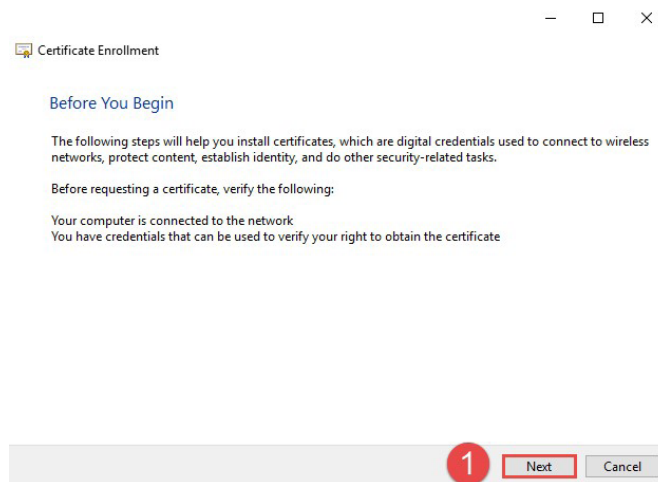 Certificate Enrollment
Before You Begin
The following steps will help you install certificates, which are digital credentials used to connect to wireless
networks, protect content, establish identity, and do other security-related tasks.
Before requesting a certificate, verify the following:
Your computer is connected to the network
You have credentials that can be used to verify your right to obtain the certificate
1 Next Cancel